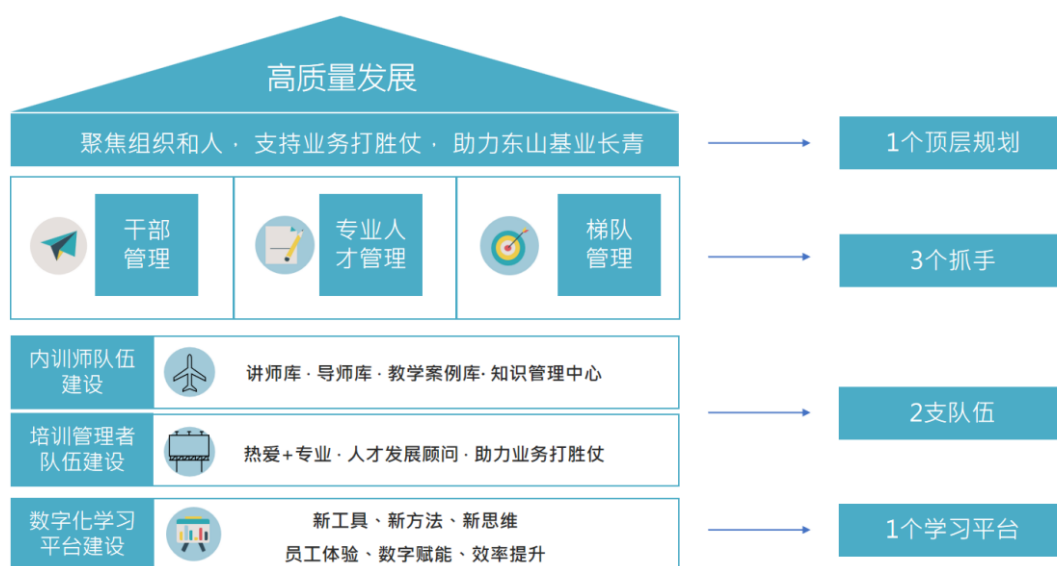 高质量发展
聚焦组织和人 · 支持业务打胜仗 · 助力东山基业长青
1个顶层规划
干部
管理
专业人
才管理
梯队
管理
3个抓手
内训师队伍
建设
讲师库 · 导师库 · 教学案例库· 知识管理中心
培训管理者
队伍建设
热爱+专业 · 人才发展顾问 · 助力业务打胜仗
2支队伍
数字化学习
平台建设
新工具、新方法、新思维
员工体验、数字赋能、效率提升
1个学习平台